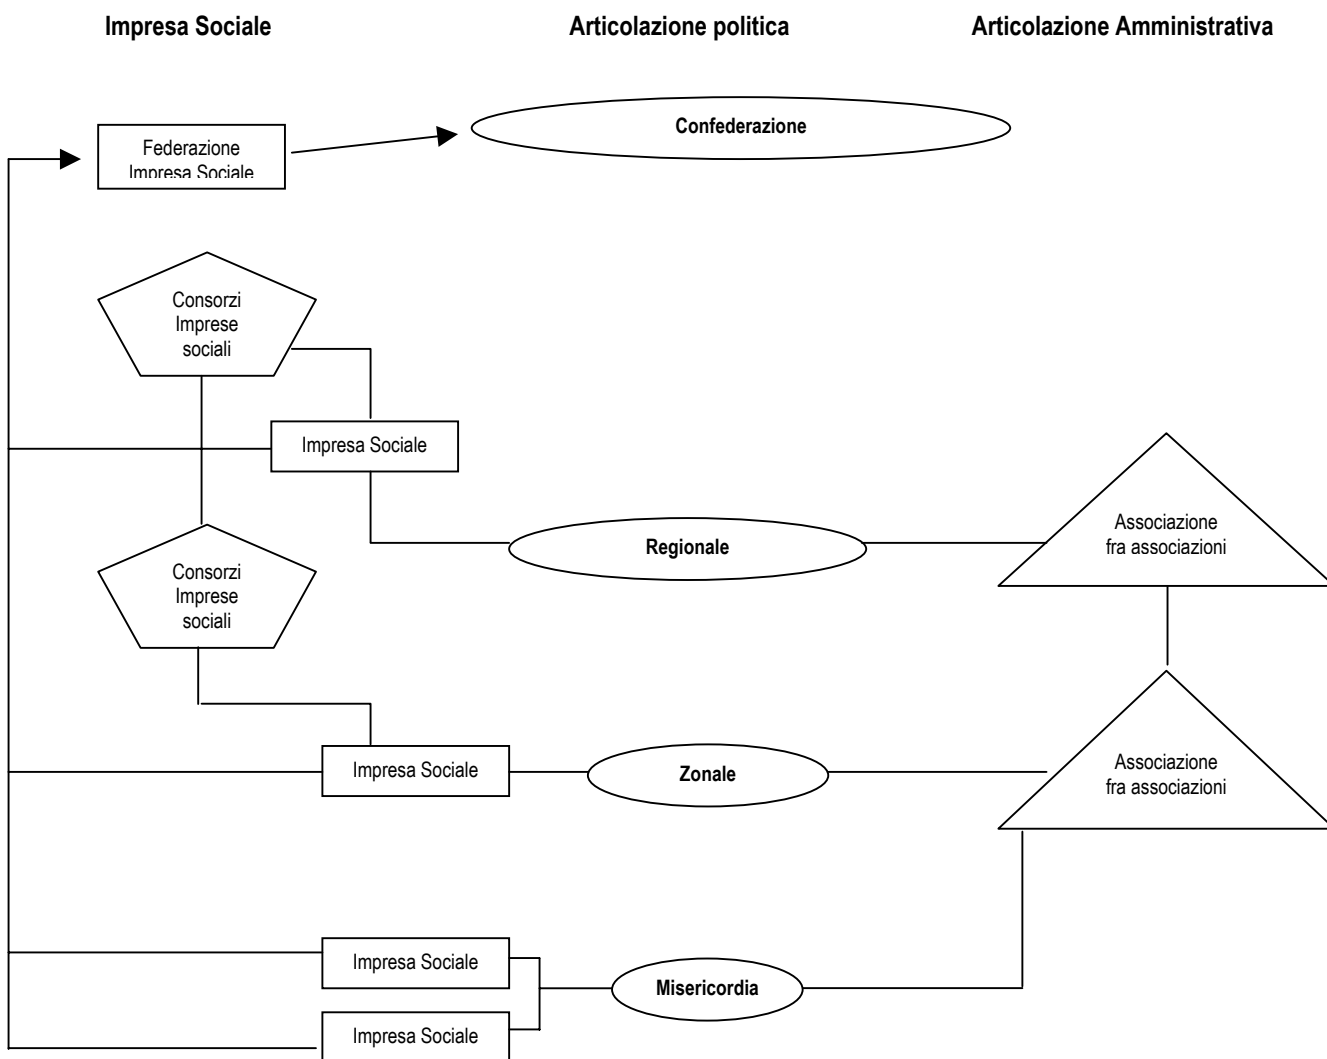 Impresa Sociale
Articolazione politica
Articolazione Amministrativa
Confederazione
Federazione
Impresa Sociale
Consorzi
Imprese
sociali
Impresa Sociale
Associazione
fra associazioni
Regionale
Consorzi
Imprese
sociali
Impresa Sociale
Zonale
Associazione
fra associazioni
Impresa Sociale
Misericordia
Impresa Sociale